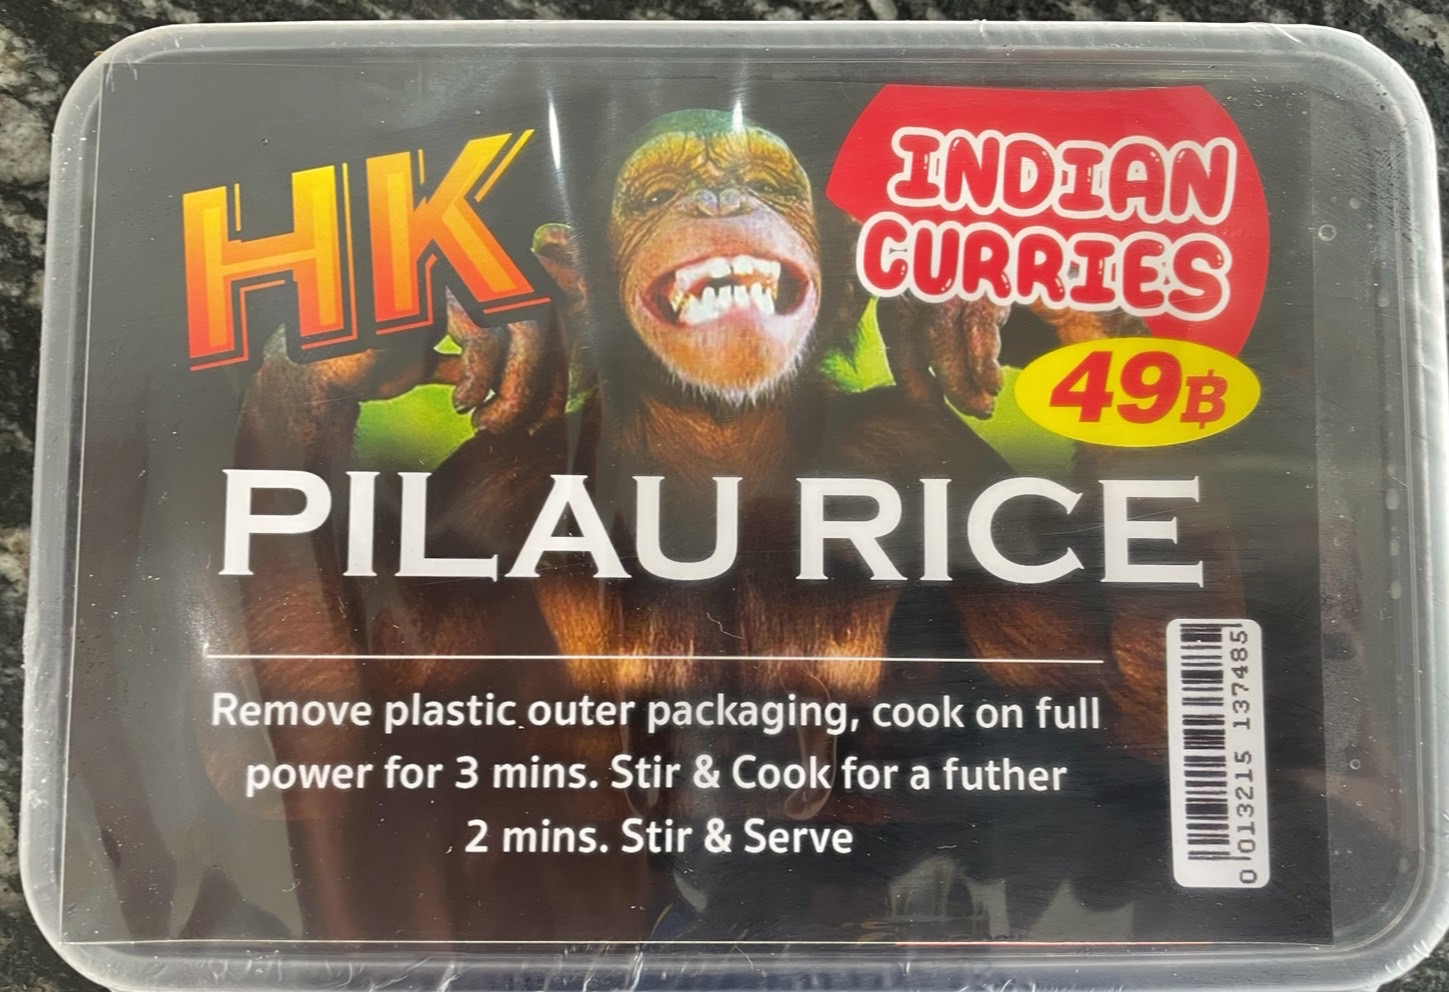 HK
INDIAN
CURRIES
49฿
PILAU RICE
Remove plastic outer packaging, cook on full
power for 3 mins. Stir & Cook for a futher
2 mins. Stir & Serve
0 013215 137485